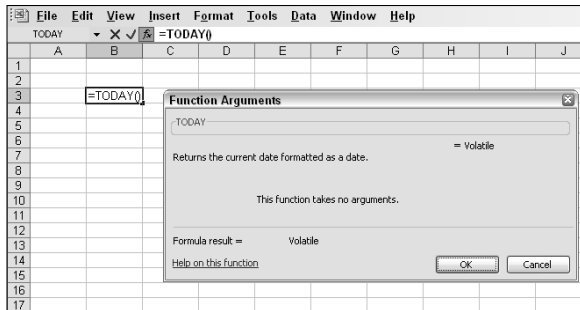 File Edit View Insert Format Tools Data Window Help
TODAY =TODAY()
A B C D E F G H I J
1
2
3 =TODAY()
4
5
6
7
8
9
10
11
12
13
14
15
16
17
Function Arguments
TODAY
= Volatile
Returns the current date formatted as a date.
This function takes no arguments.
Formula result = Volatile
Help on this function OK Cancel